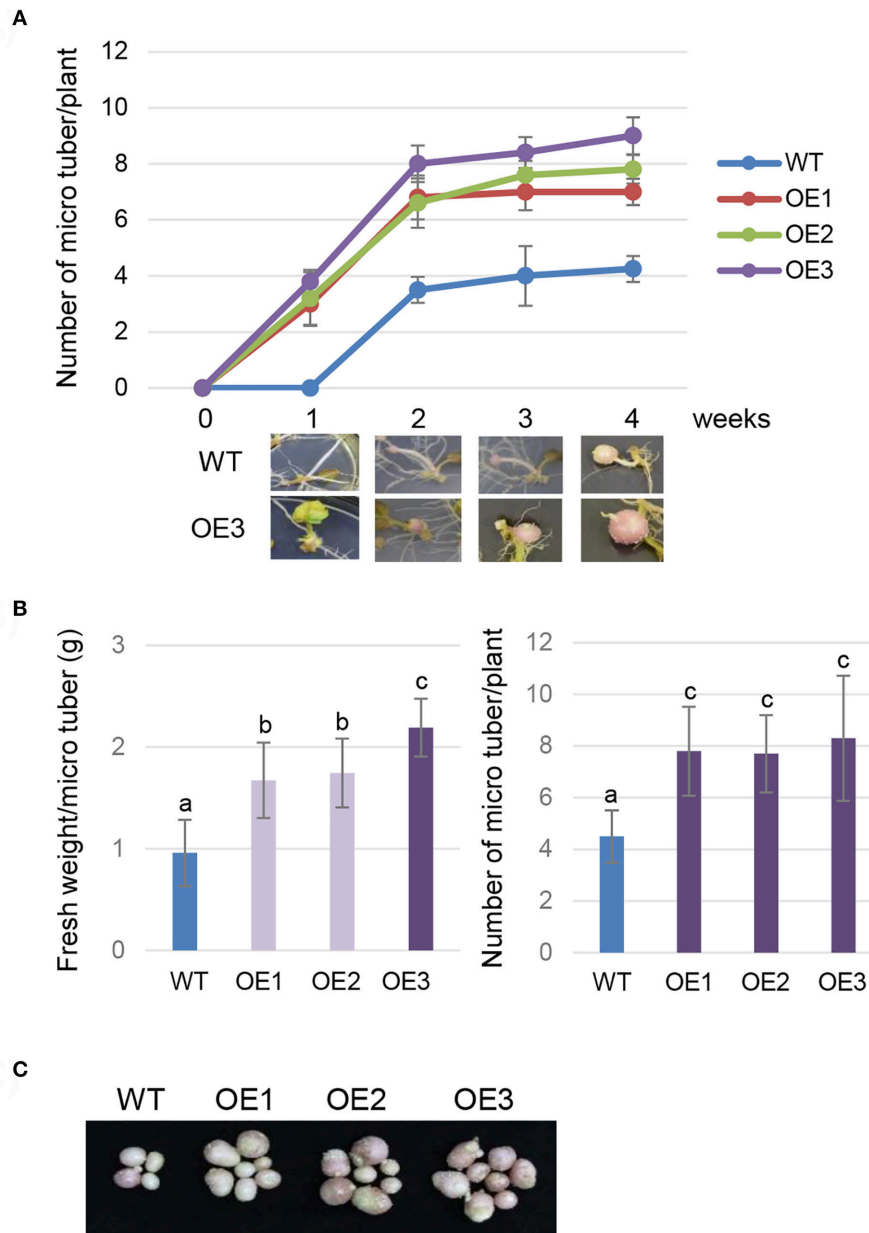 A
Number of micro tuber/plant
12
10
8
6
4
2
0
0 1 2 3 4 weeks
WT
OE1
OE2
OE3
WT
OE3
B
Fresh weight/micro tuber (g)
3
2
1
0
a b b c
WT OE1 OE2 OE3
Number of micro tuber/plant
12
10
8
6
4
2
0
a c c c
WT OE1 OE2 OE3
C
WT OE1 OE2 OE3